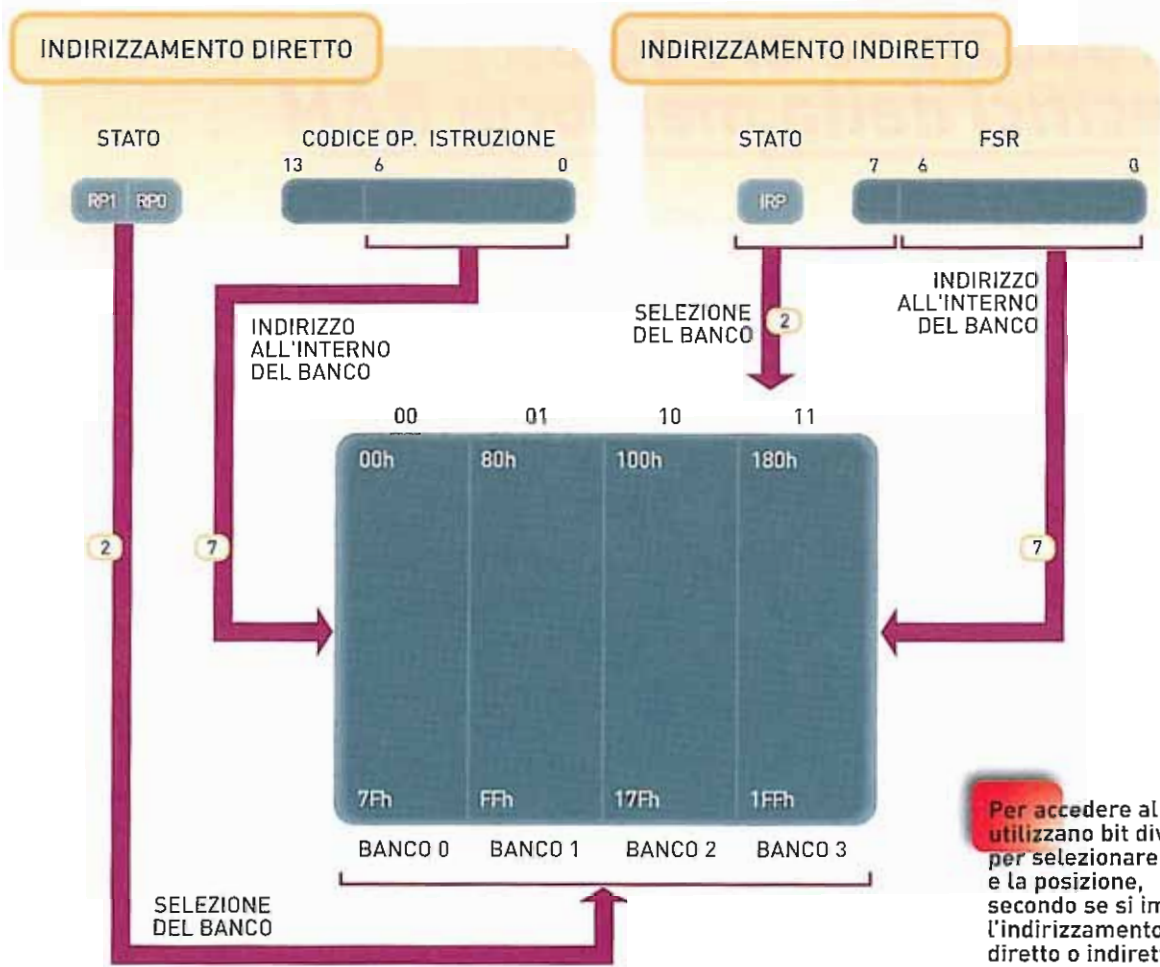 INDIRIZZAMENTO DIRETTO
INDIRIZZAMENTO INDIRETTO
STATO
CODICE OP. ISTRUZIONE
13 6 0
RP1 RP0
STATO
FSR
7 6 0
IRP
INDIRIZZO
ALL'INTERNO
DEL BANCO
SELEZIONE
DEL BANCO
2
INDIRIZZO
ALL'INTERNO
DEL BANCO
00 01 10 11
00h 80h 100h 180h
2
7
7
7Fh FFh 17Fh 1FFh
BANCO 0 BANCO 1 BANCO 2 BANCO 3
SELEZIONE
DEL BANCO
Per accedere al
utilizzano bit div
per selezionare
e la posizione,
secondo se si im
l'indirizzamento
diretto o indiret